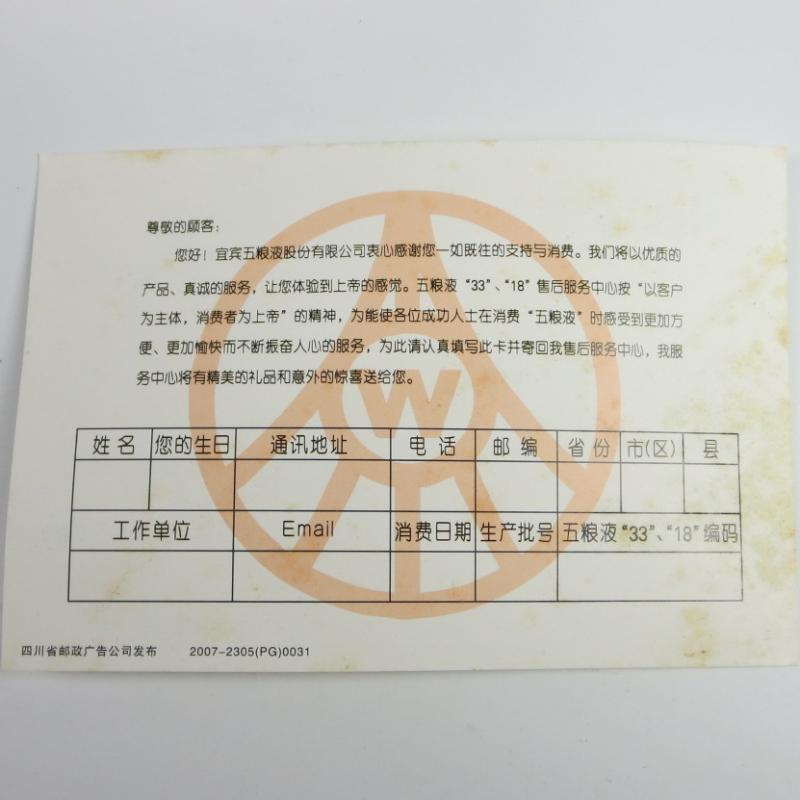 尊敬的顾客：
您好！宜宾五粮液股份有限公司衷心感谢您一如既往的支持与消费。我们将以优质的
产品、真诚的服务，让您体验到上帝的感觉。五粮液“33”、“18”售后服务中心按“以客户
为主体，消费者为上帝”的精神，为能使各位成功人士在消费“五粮液”时感受到更加方
便、更加愉快而不断振奋人心的服务，为此请认真填写此卡并寄回我售后服务中心，我服
务中心将有精美的礼品和意外的惊喜送给您。
W
姓名 您的生日 通讯地址 电话 邮编 省份 市(区) 县
工作单位 Email 消费日期 生产批号 五粮液“33”、“18”编码
四川省邮政广告公司发布 2007-2305(PG)0031